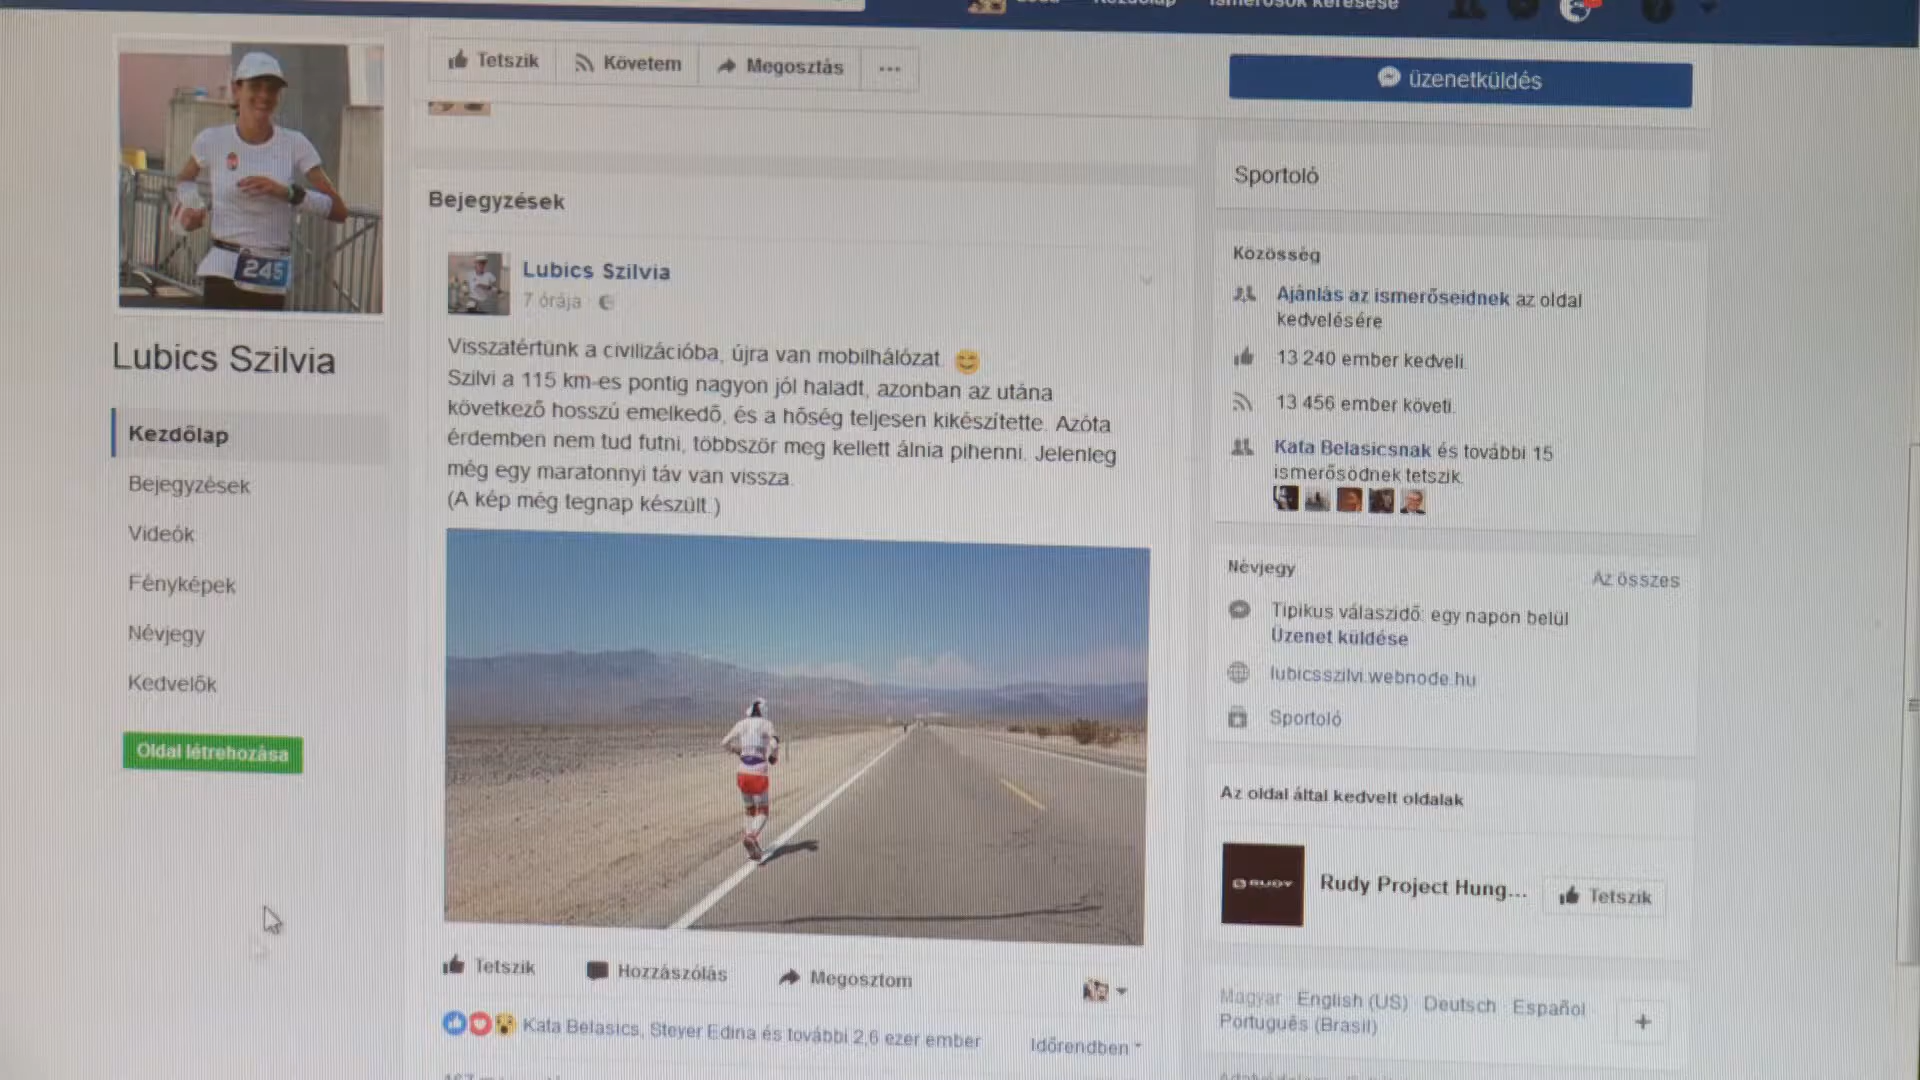 Kezdőlap
Ismerősök keresése
Tetszik
Követem
Megosztás
...
üzenetküldés
245
Lubics Szilvia
Kezdőlap
Bejegyzések
Videók
Fényképek
Névjegy
Kedvelők
Oldal létrehozása
Bejegyzések
Lubics Szilvia
7 órája
Visszatértünk a civilizációba, újra van mobilhálózat.
Szilvi a 115 km-es pontig nagyon jól haladt, azonban az utána
következő hosszú emelkedő, és a hőség teljesen kikészítette. Azóta
érdemben nem tud futni, többször meg kellett álnia pihenni. Jelenleg
még egy maratonnyi táv van vissza.
(A kép még tegnap készült.)
Tetszik
Hozzászólás
Megosztom
Kata Belasics, Steyer Edina és további 2,6 ezer ember
Időrendben
Sportoló
Közösség
Ajánlás az ismerőseidnek az oldal
kedvelésére
13 240 ember kedveli.
13 456 ember követi.
Kata Belasicsnak és további 15
ismerősödnek tetszik.
Névjegy
Az összes
Tipikus válaszidő: egy napon belül
Üzenet küldése
lubicsszilvi.webnode.hu
Sportoló
Az oldal által kedvelt oldalak
RUDY
Rudy Project Hung...
Tetszik
Magyar · English (US) · Deutsch · Español ·
Português (Brasil)
+